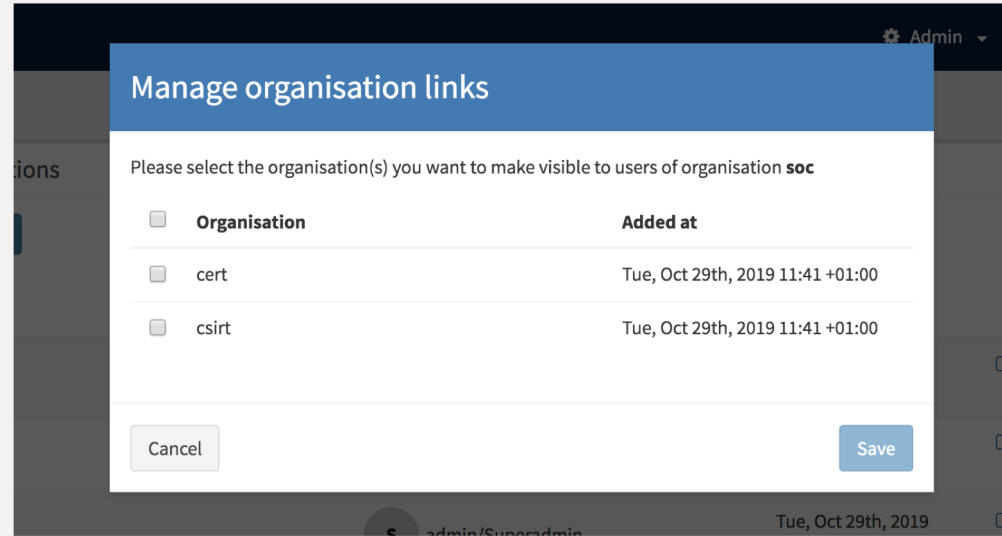 Admin
Manage organisation links
tions
Please select the organisation(s) you want to make visible to users of organisation soc
Organisation Added at
cert Tue, Oct 29th, 2019 11:41 +01:00
csirt Tue, Oct 29th, 2019 11:41 +01:00
Cancel Save
S admin/Superadmin Tue, Oct 29th, 2019